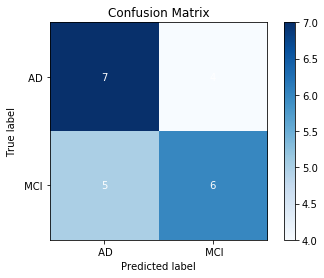 Confusion Matrix
AD
7
MCI
5
6
True label
AD
MCI
Predicted label
7.0
6.5
6.0
5.5
5.0
4.5
4.0